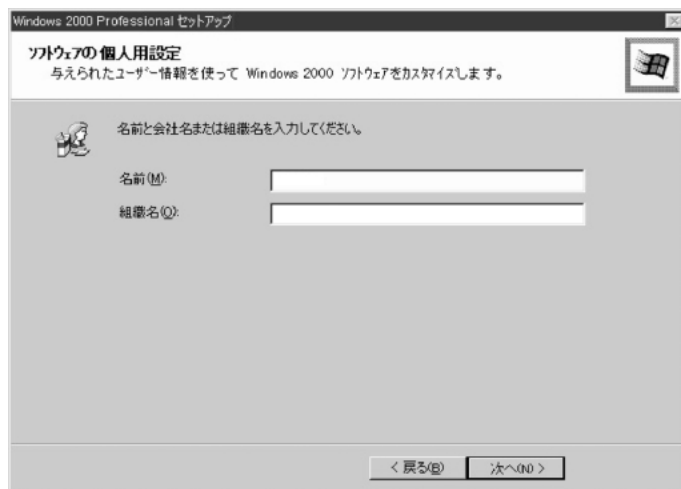 Windows 2000 Professional セットアップ
ソフトウェアの個人用設定
与えられたユーザー情報を使って Windows 2000 ソフトウェアをカスタマイズします。
名前と会社名または組織名を入力してください。
名前(M):
組織名(O):
< 戻る(B)
次へ(N) >